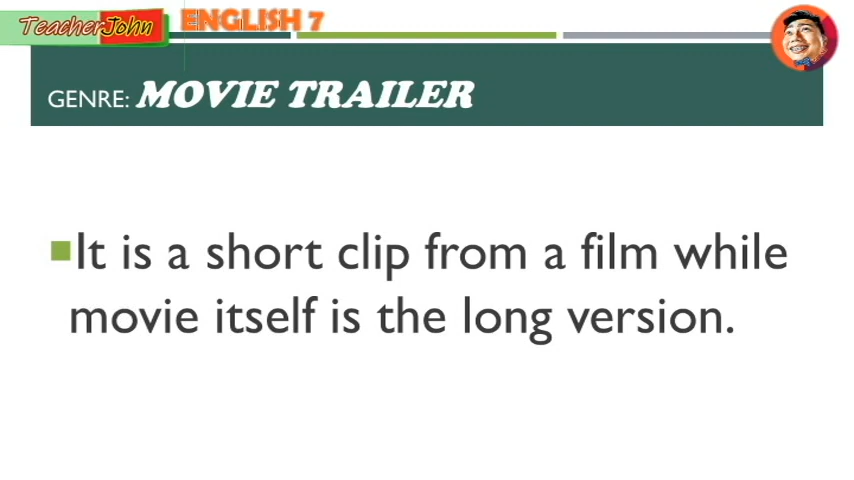 TeacherJohn
ENGLISH 7
GENRE: MOVIE TRAILER
It is a short clip from a film while
movie itself is the long version.